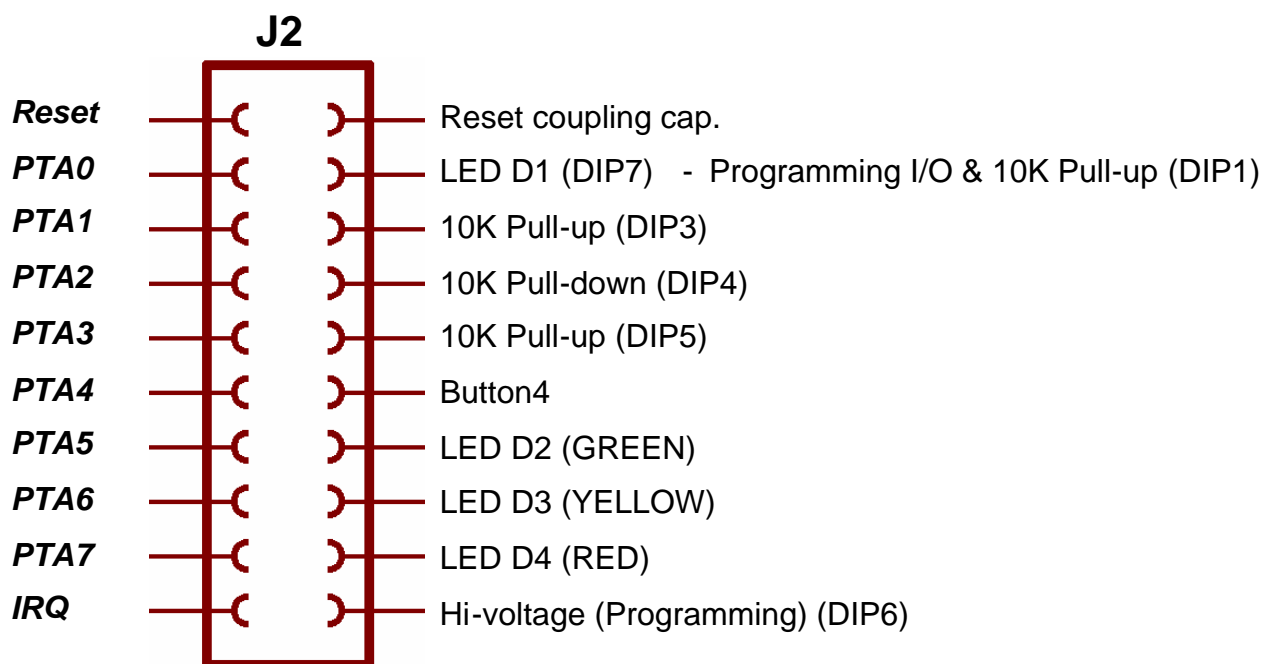 J2
Reset Reset coupling cap.
PTA0 LED D1 (DIP7) - Programming I/O & 10K Pull-up (DIP1)
PTA1 10K Pull-up (DIP3)
PTA2 10K Pull-down (DIP4)
PTA3 10K Pull-up (DIP5)
PTA4 Button4
PTA5 LED D2 (GREEN)
PTA6 LED D3 (YELLOW)
PTA7 LED D4 (RED)
IRQ Hi-voltage (Programming) (DIP6)